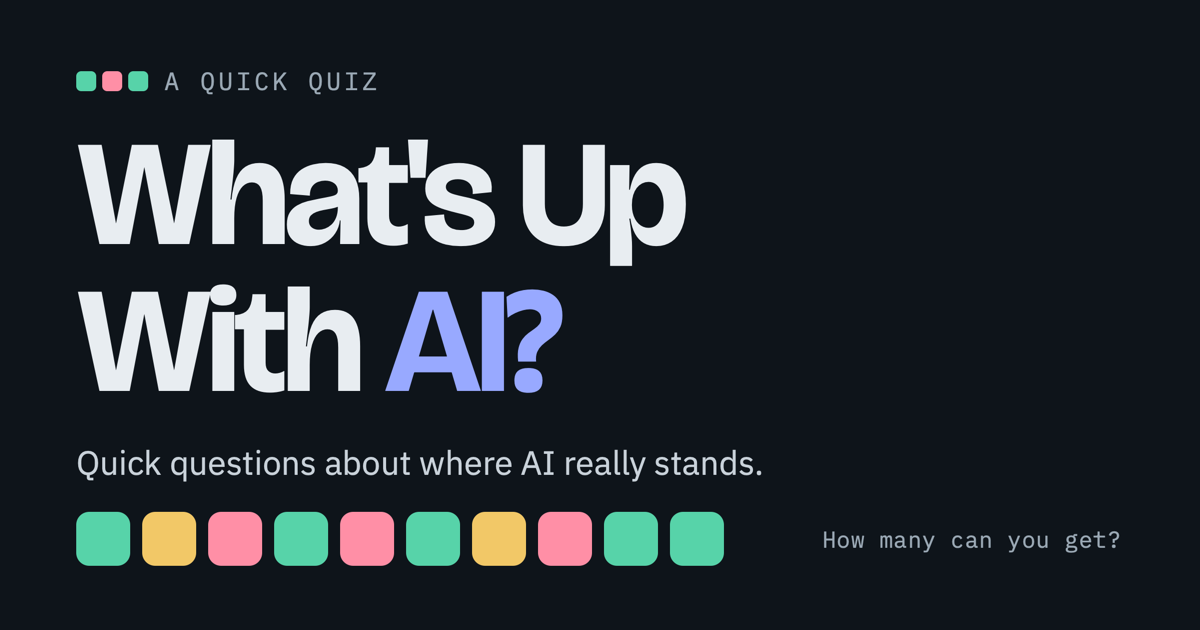 A QUICK QUIZ
What's Up
With AI?
Quick questions about where AI really stands.
How many can you get?